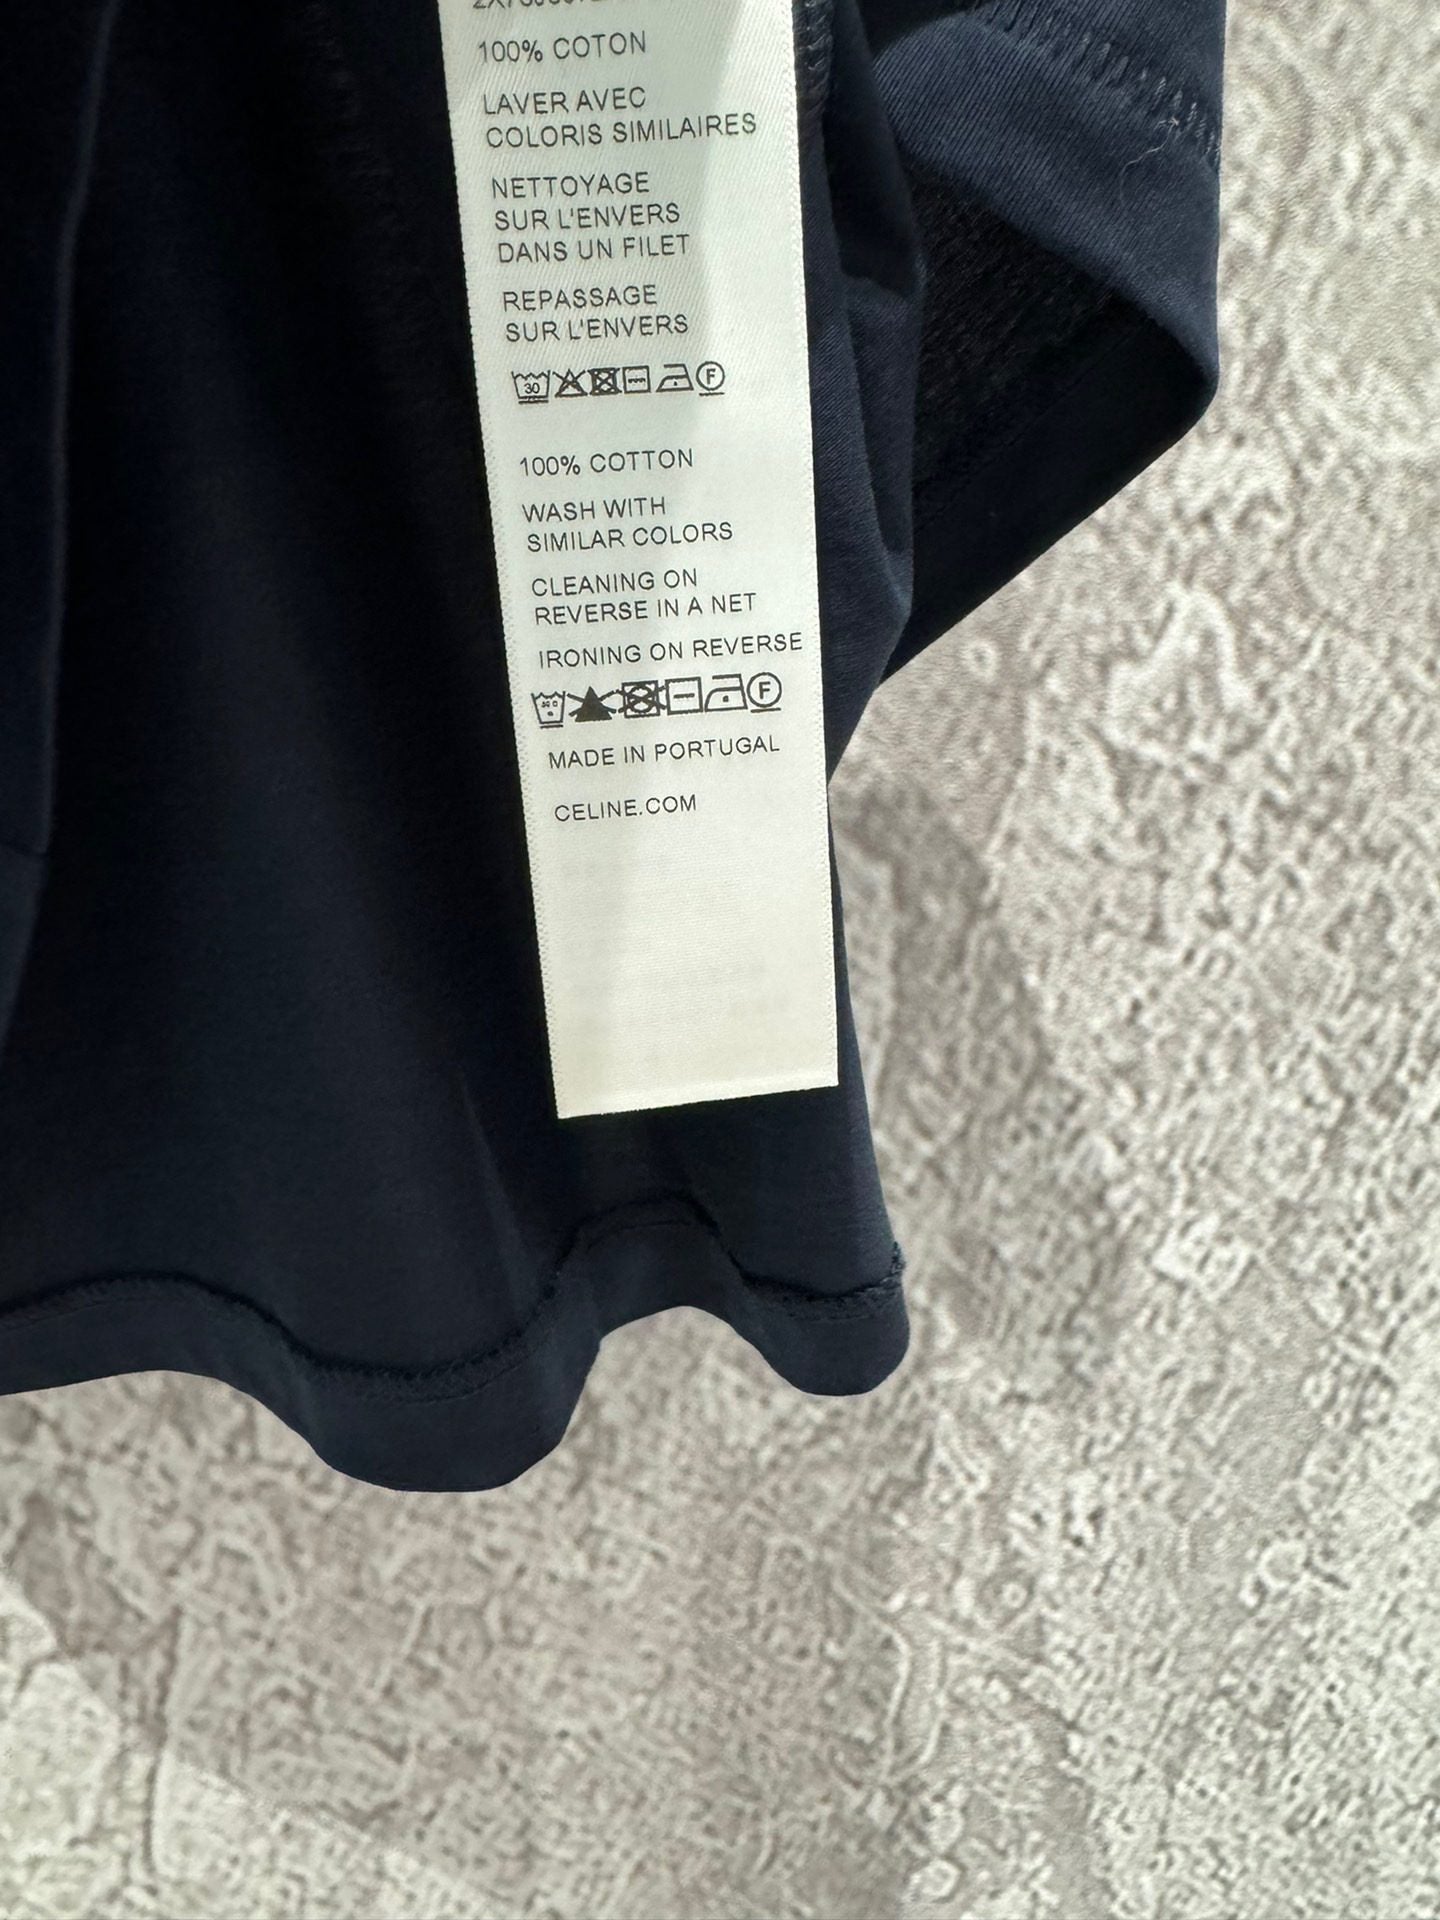 100% COTON
LAVER AVEC
COLORIS SIMILAIRES
NETTOYAGE
SUR L'ENVERS
DANS UN FILET
REPASSAGE
SUR L'ENVERS
30 F
100% COTTON
WASH WITH
SIMILAR COLORS
CLEANING ON
REVERSE IN A NET
IRONING ON REVERSE
F
MADE IN PORTUGAL
CELINE.COM